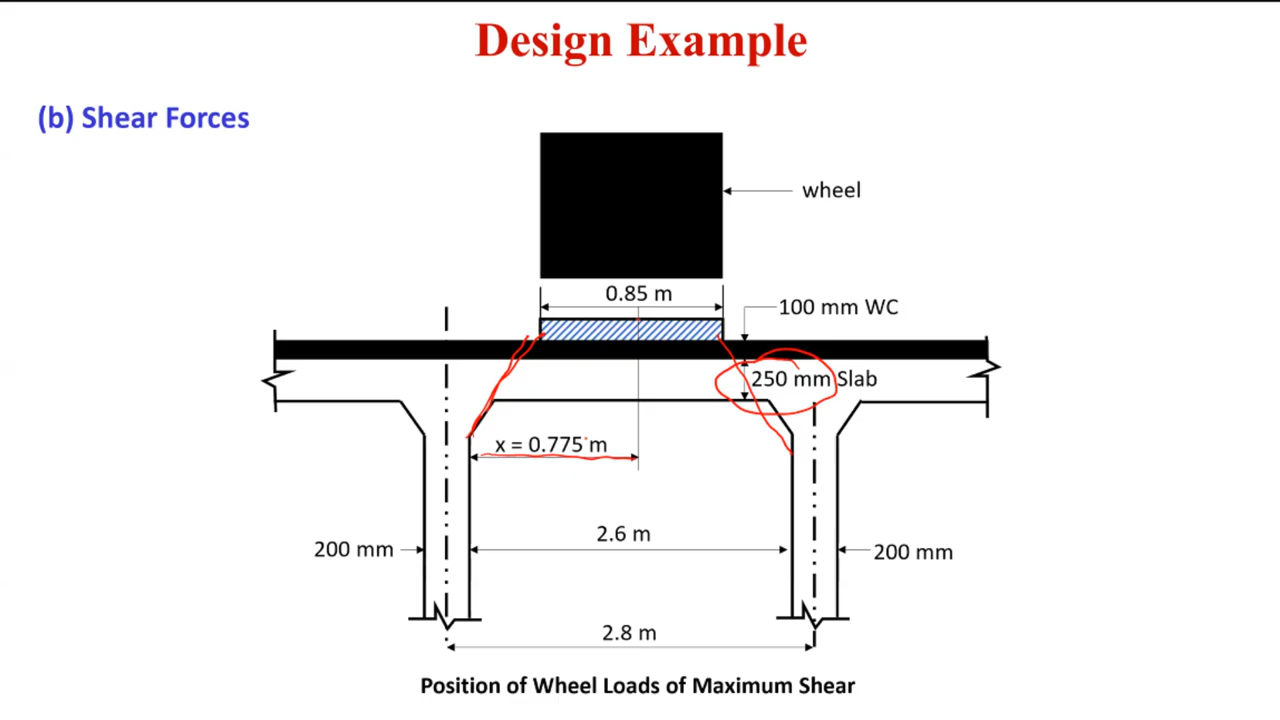 Design Example
(b) Shear Forces
wheel
0.85 m
100 mm WC
250 mm Slab
x = 0.775 m
2.6 m
200 mm
200 mm
2.8 m
Position of Wheel Loads of Maximum Shear